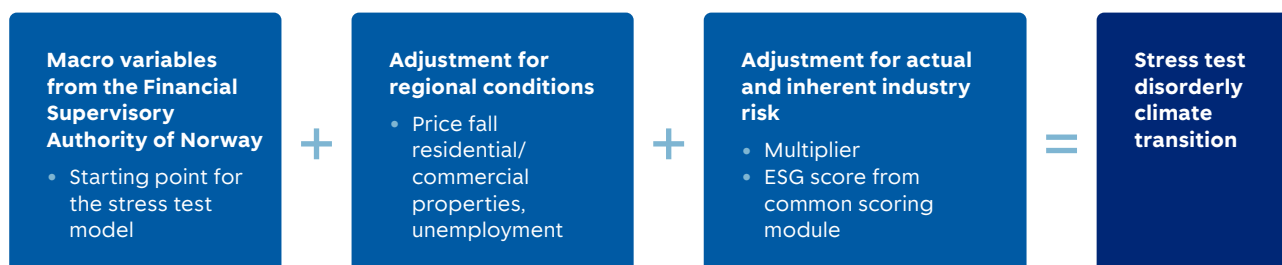 Macro variables
from the Financial
Supervisory
Authority of Norway
• Starting point for
the stress test
model
+
Adjustment for
regional conditions
• Price fall
residential/
commercial
properties,
unemployment
+
Adjustment for actual
and inherent industry
risk
• Multiplier
• ESG score from
common scoring
module
=
Stress test
disorderly
climate
transition